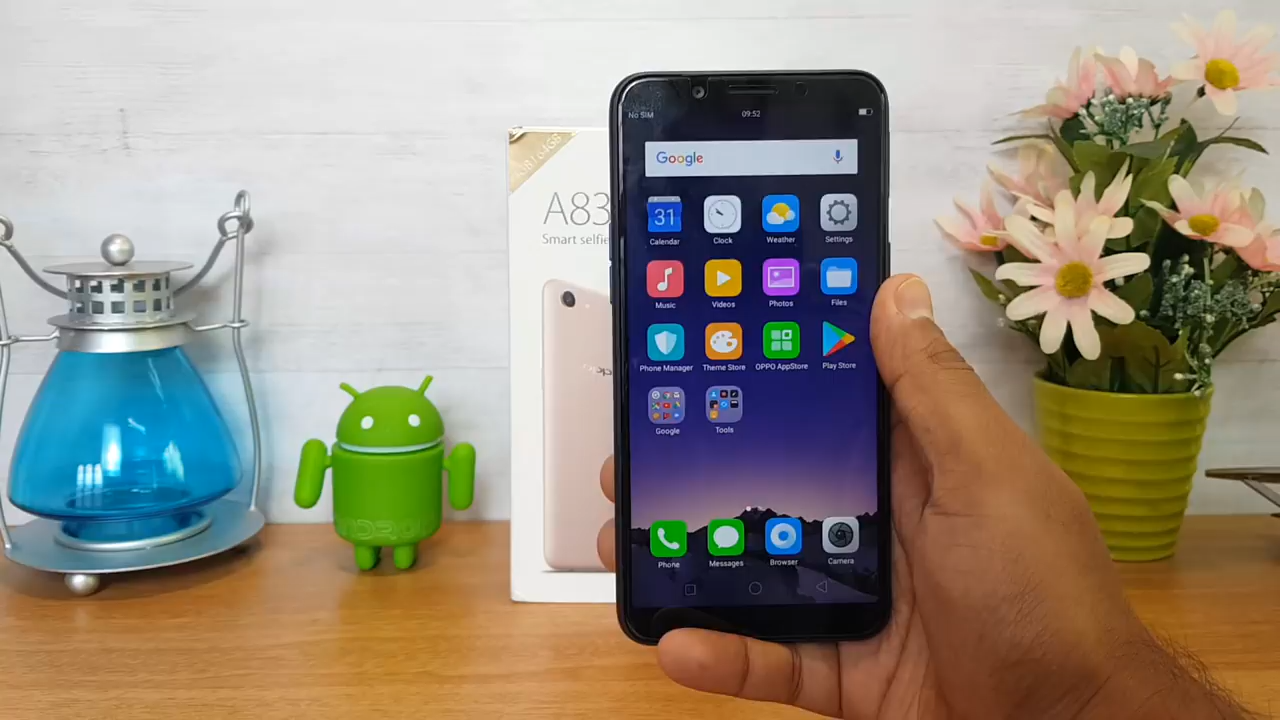 No SIM 09:52
Google
31
Calendar Clock Weather Settings
Music Videos Photos Files
Phone Manager Theme Store OPPO AppStore Play Store
Google Tools
Phone Messages Browser Camera
A83
Smart selfie
ANDROID